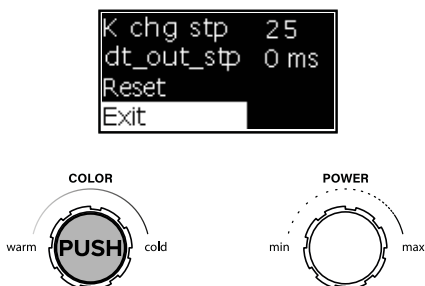 K chg stp 25
dt_out_stp 0 ms
Reset
Exit
COLOR POWER
warm PUSH cold min max